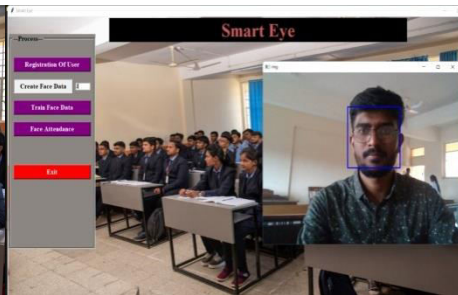 Smart Eye
--Process--
Registration Of User
Create Face Data
Train Face Data
Face Attendance
Exit